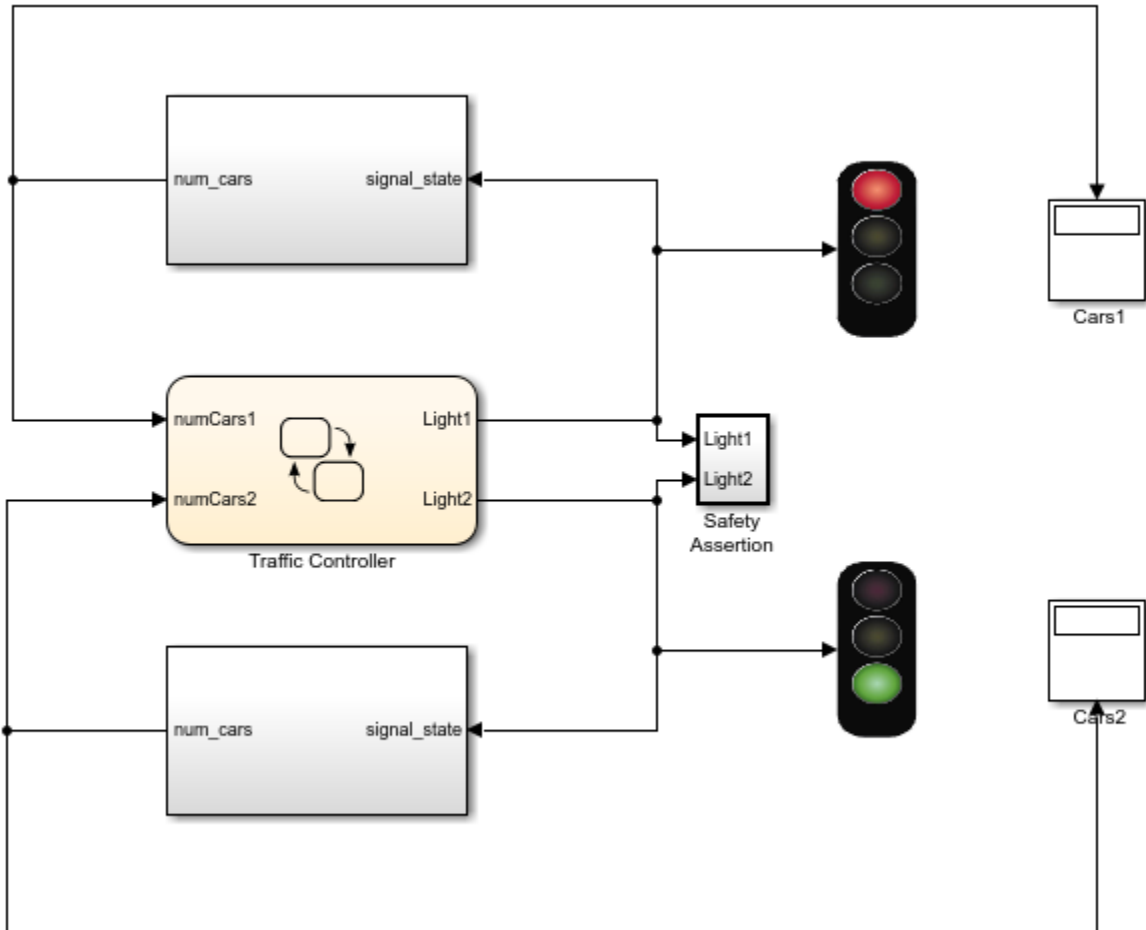 num_cars
signal_state
Cars1
numCars1
Light1
numCars2
Light2
Light1
Light2
Safety
Assertion
Traffic Controller
num_cars
signal_state
Cars2